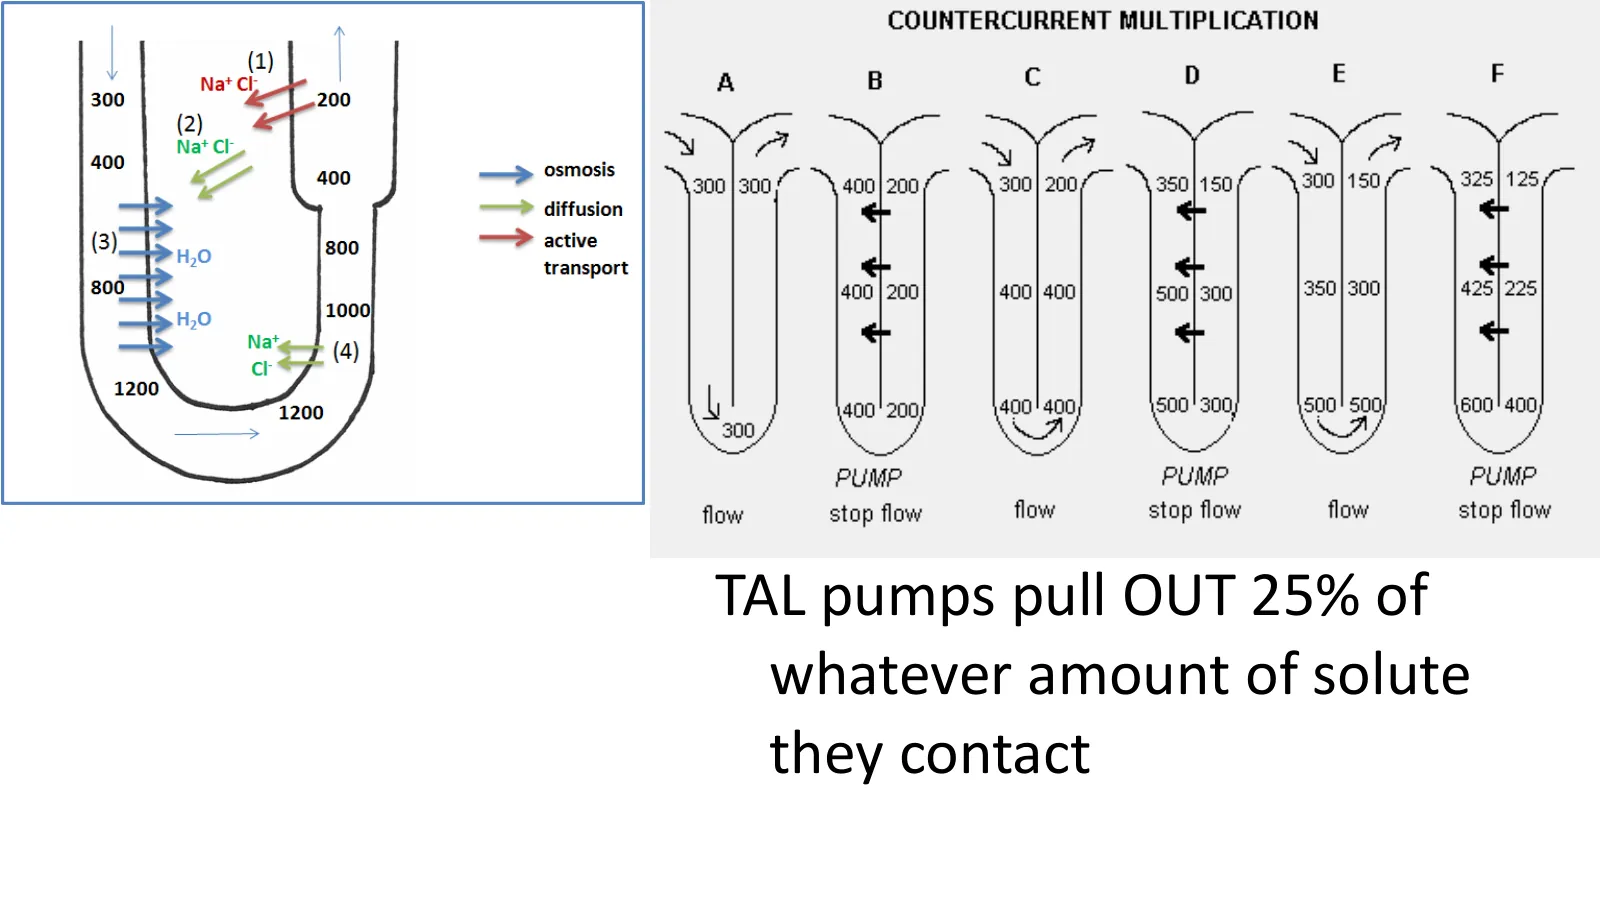 (1)
Na⁺ Cl⁻
300
200
(2)
Na⁺ Cl⁻
400
400
(3)
H₂O
800
800
1000
H₂O
Na⁺
Cl⁻
(4)
1200
1200
osmosis
diffusion
active
transport
COUNTERCURRENT MULTIPLICATION
A B C D E F
300 300 400 200 300 200 350 150 300 150 325 125
400 200 400 400 500 300 350 300 425 225
300 400 200 400 400 500 300 500 500 600 400
PUMP PUMP PUMP
flow stop flow flow stop flow flow stop flow
TAL pumps pull OUT 25% of
whatever amount of solute
they contact